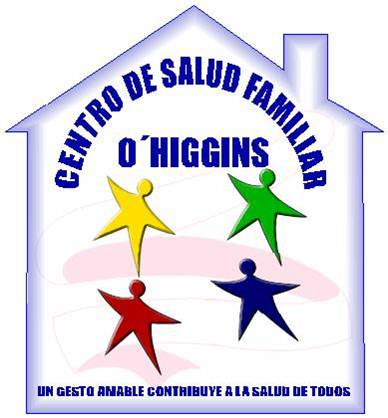 CENTRO DE SALUD FAMILIAR
O´HIGGINS
UN GESTO AMABLE CONTRIBUYE A LA SALUD DE TODOS